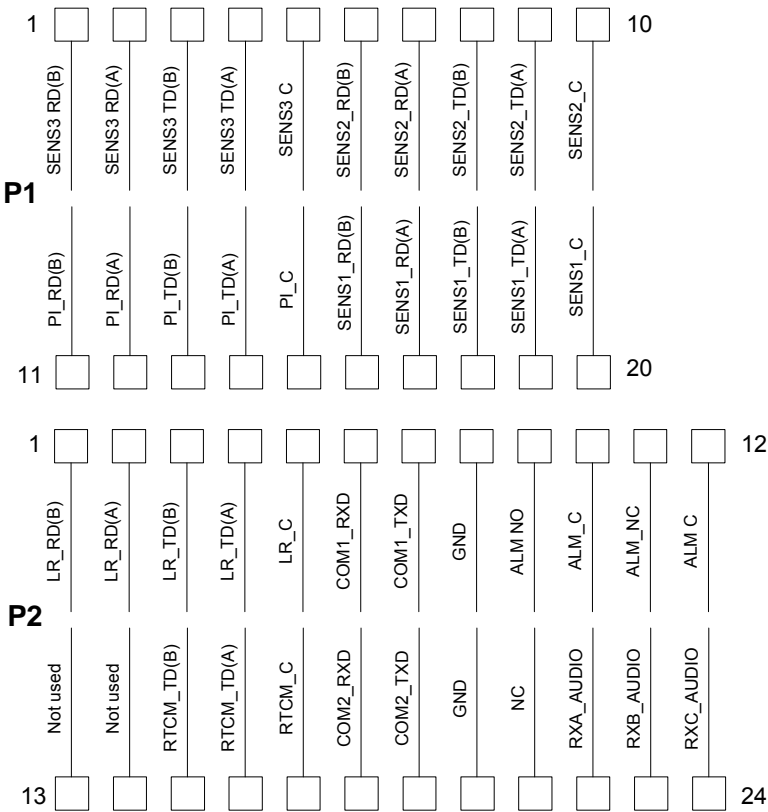 1
10
SENS3 RD(B)
SENS3 RD(A)
SENS3 TD(B)
SENS3 TD(A)
SENS3 C
SENS2_RD(B)
SENS2_RD(A)
SENS2_TD(B)
SENS2_TD(A)
SENS2_C
P1
PI_RD(B)
PI_RD(A)
PI_TD(B)
PI_TD(A)
PI_C
SENS1_RD(B)
SENS1_RD(A)
SENS1_TD(B)
SENS1_TD(A)
SENS1_C
11
20
1
12
LR_RD(B)
LR_RD(A)
LR_TD(B)
LR_TD(A)
LR_C
COM1_RXD
COM1_TXD
GND
ALM NO
ALM_C
ALM_NC
ALM C
P2
Not used
Not used
RTCM_TD(B)
RTCM_TD(A)
RTCM_C
COM2_RXD
COM2_TXD
GND
NC
RXA_AUDIO
RXB_AUDIO
RXC_AUDIO
13
24